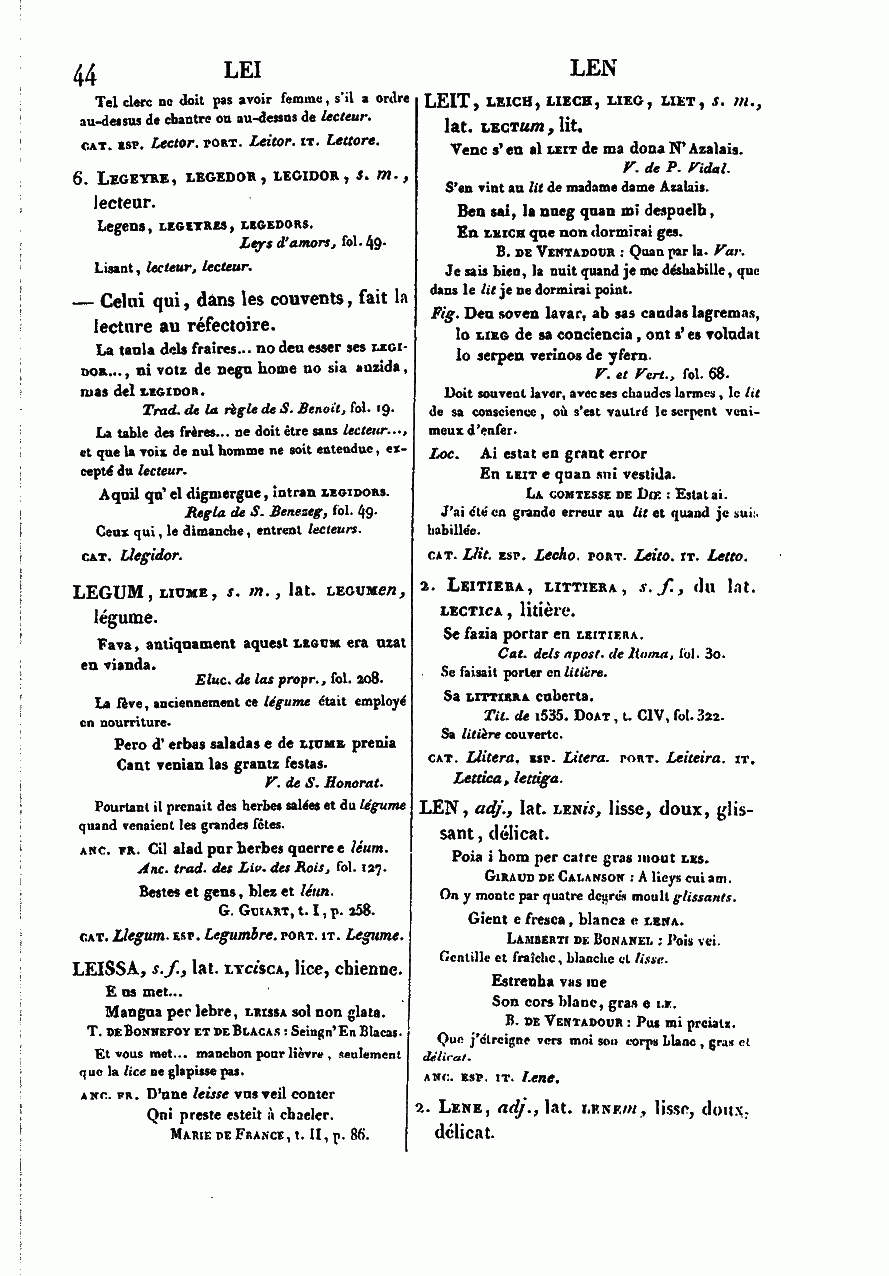 44 LEI LEN
Tel clerc ne doit pas avoir femme, s'il a ordre
au-dessus de chantre ou au-dessus de lecteur.
CAT. ESP. Lector. PORT. Leitor. IT. Lettore.
6. LEGEYRE, LEGEDOR, LEGIDOR, s. m.,
lecteur.
Legens, LEGEYRES, LEGEDORS.
Leys d'amors, fol. 49.
Lisant, lecteur, lecteur.
— Celui qui, dans les couvents, fait la
lecture au réfectoire.
La taula dels fraires... no deu esser ses LEGI-
DOR..., ni votz de negu home no sia auzida,
mas del LEGIDOR.
Trad. de la règle de S. Benoît, fol. 19.
La table des frères... ne doit être sans lecteur...,
et que la voix de nul homme ne soit entendue, ex-
cepté du lecteur.
Aquil qu'el digmergue, intran LEGIDORS.
Regla de S. Benezeg, fol. 49.
Ceux qui, le dimanche, entrent lecteurs.
CAT. Llegidor.
LEGUM, LIUME, s. m., lat. LEGUMen,
légume.
Fava, antiquament aquest LEGUM era uzat
en vianda.
Eluc. de las propr., fol. 208.
La fève, anciennement ce légume était employé
en nourriture.
Pero d'erbas saladas e de LIUME prenia
Cant venian las grantz festas.
V. de S. Honorat.
Pourtant il prenait des herbes salées et du légume
quand venaient les grandes fêtes.
ANC. FR. Cil alad pur herbes querre e léum.
Anc. trad. des Liv. des Rois, fol. 127.
Bestes et gens, blez et léun.
G. GUIART, t. I, p. 258.
CAT. Llegum. ESP. Legumbre. PORT. IT. Legume.
LEISSA, s. f., lat. LYCiSCA, lice, chienne.
E us met...
Mangua per lebre, LEISSA sol non glata.
T. DE BONNEFOY ET DE BLACAS : Seingn' En Blacas.
Et vous met... manchon pour lièvre, seulement
que la lice ne glapisse pas.
ANC. FR. D'une leisse vus veil conter
Qui preste esteit à chaeler.
MARIE DE FRANCE, t. II, p. 86.
LEIT, LEICH, LIECH, LIEG, LIET, s. m.,
lat. LECTum, lit.
Venc s'en al LEIT de ma dona N'Azalais.
V. de P. Vidal.
S'en vint au lit de madame dame Azalais.
Ben sai, la nueg quan mi despuelh,
En LEICH que non dormirai ges.
B. DE VENTADOUR : Quan par la. Var.
Je sais bien, la nuit quand je me déshabille, que
dans le lit je ne dormirai point.
Fig. Deu soven lavar, ab sas caudas lagremas,
lo LIEG de sa conciencia, ont s'es voludat
lo serpen verinos de yfern.
V. et Vert., fol. 68.
Doit souvent laver, avec ses chaudes larmes, le lit
de sa conscience, où s'est vautré le serpent veni-
meux d'enfer.
Loc. Ai estat en grant error
En LEIT e quan sui vestida.
LA COMTESSE DE DIE : Estat ai.
J'ai été en grande erreur au lit et quand je suis
habillée.
CAT. Llit. ESP. Lecho. PORT. Leito. IT. Letto.
2. LEITIERA, LITTIERA, s. f., du lat.
LECTICA, litière.
Se fazia portar en LEITIERA.
Cat. dels apost. de Roma, fol. 30.
Se faisait porter en litière.
Sa LITTIERA cuberta.
Tit. de 1535. DOAT, t. CIV, fol. 322.
Sa litière couverte.
CAT. Llitera. ESP. Litera. PORT. Leiteira. IT.
Lettica, lettiga.
LEN, adj., lat. LENis, lisse, doux, glis-
sant, délicat.
Poia i hom per catre gras mout LES.
GIRAUD DE CALANSON : A lieys cui am.
On y monte par quatre degrés moult glissants.
Gient e fresca, blanca e LENA.
LAMBERTI DE BONANEL : Pois vei.
Gentille et fraîche, blanche et lisse.
Estrenha vas me
Son cors blanc, gras e LE.
B. DE VENTADOUR : Pus mi preiatz.
Que j'étreigne vers moi son corps blanc, gras et
délicat.
ANC. ESP. IT. Lene.
2. LENE, adj., lat. LENEm, lisse, doux,
délicat.